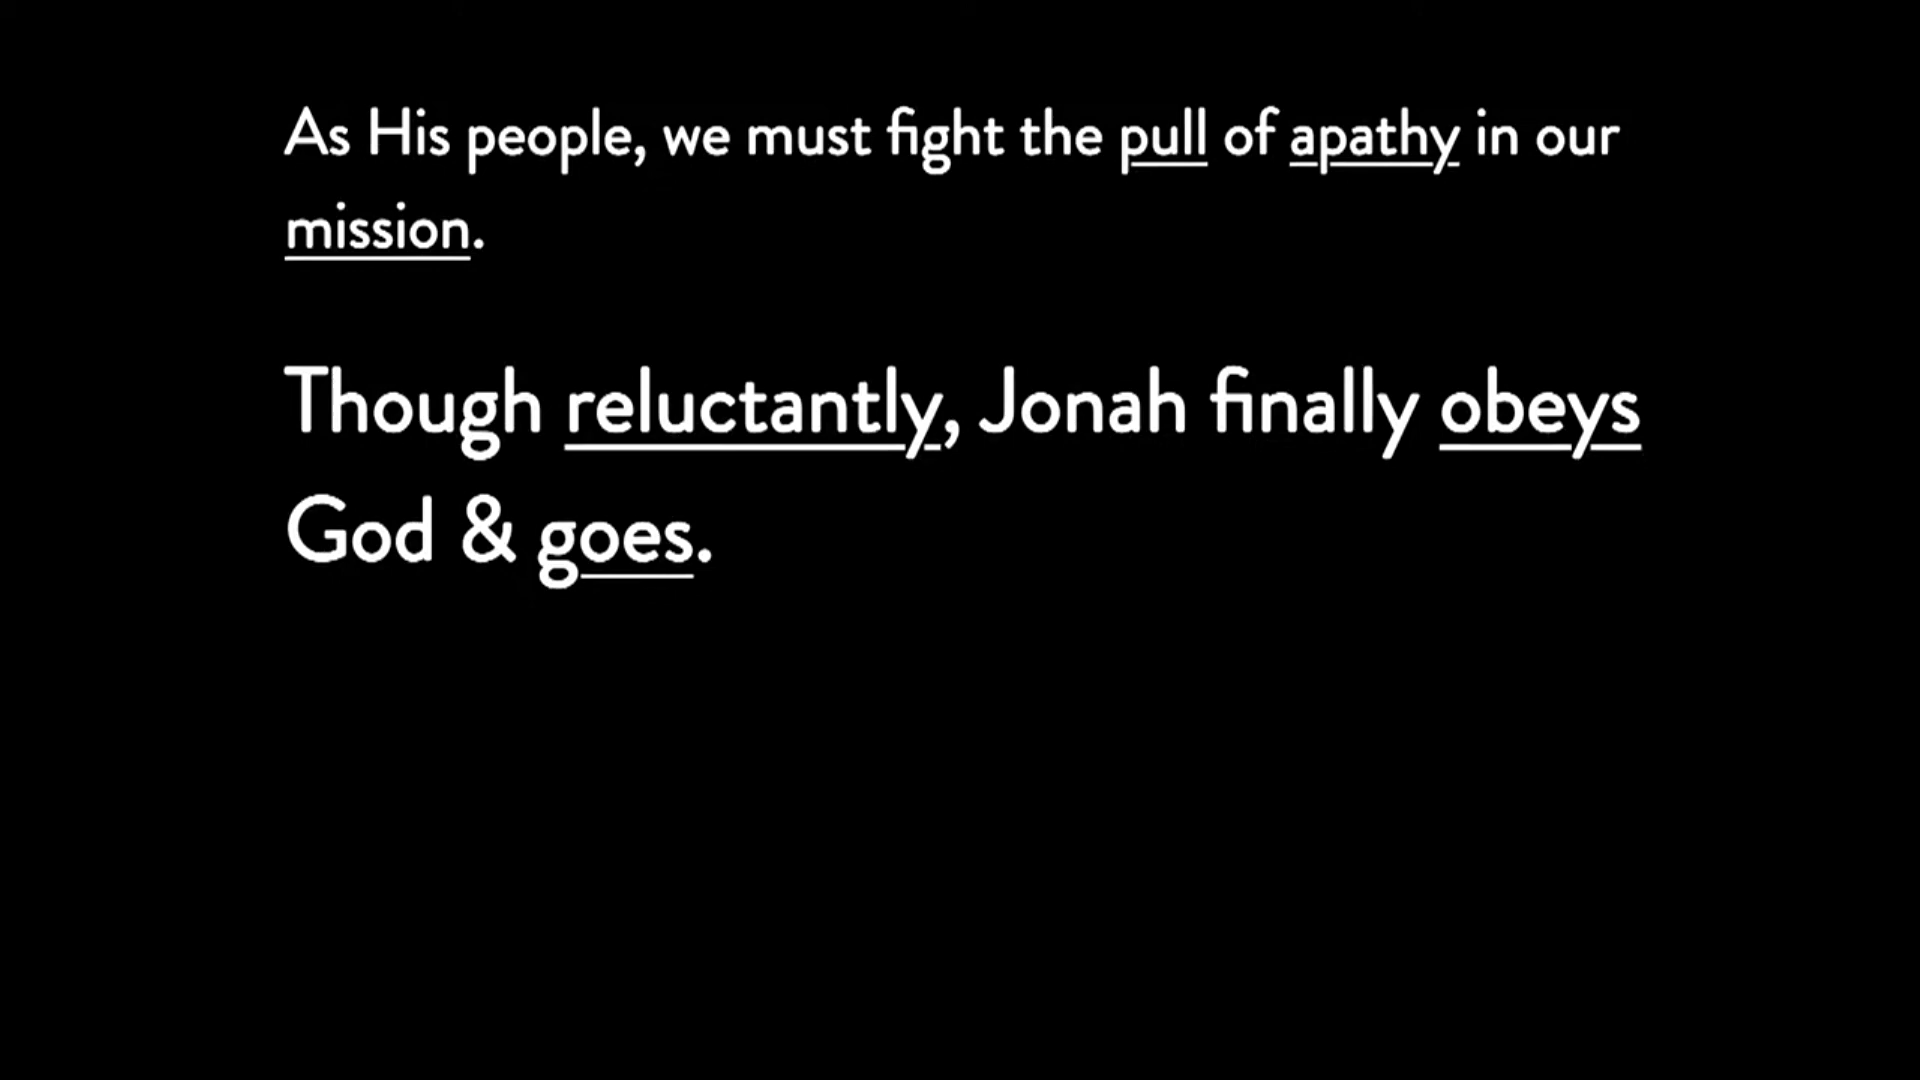 As His people, we must fight the pull of apathy in our
mission.
Though reluctantly, Jonah finally obeys
God & goes.